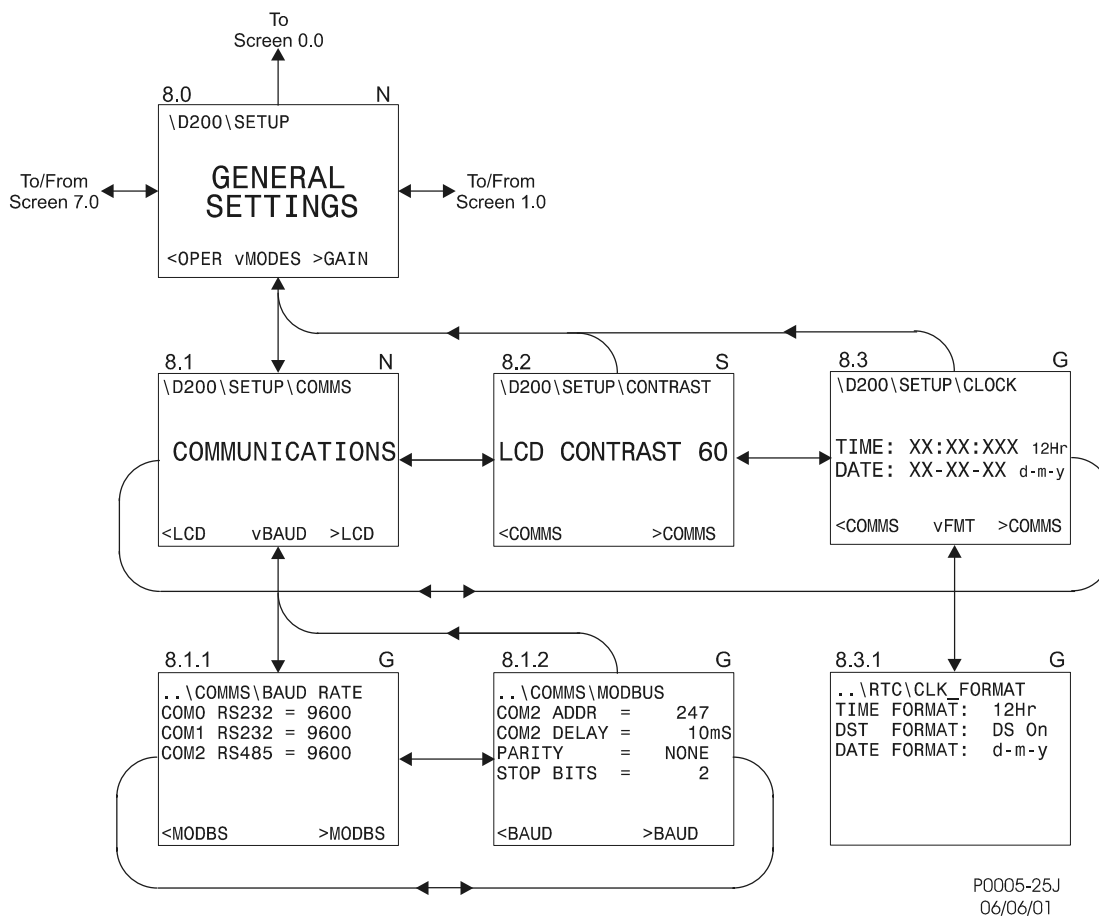 To
Screen 0.0
8.0 N
\D200\SETUP
GENERAL
SETTINGS
<OPER vMODES >GAIN
To/From
Screen 7.0
To/From
Screen 1.0
8.1 N
\D200\SETUP\COMMS
COMMUNICATIONS
<LCD vBAUD >LCD
8.2 S
\D200\SETUP\CONTRAST
LCD CONTRAST 60
<COMMS >COMMS
8.3 G
\D200\SETUP\CLOCK
TIME: XX:XX:XXX 12Hr
DATE: XX-XX-XX d-m-y
<COMMS vFMT >COMMS
8.1.1 G
..\COMMS\BAUD RATE
COM0 RS232 = 9600
COM1 RS232 = 9600
COM2 RS485 = 9600
<MODBS >MODBS
8.1.2 G
..\COMMS\MODBUS
COM2 ADDR = 247
COM2 DELAY = 10mS
PARITY = NONE
STOP BITS = 2
<BAUD >BAUD
8.3.1 G
..\RTC\CLK_FORMAT
TIME FORMAT: 12Hr
DST FORMAT: DS On
DATE FORMAT: d-m-y
P0005-25J
06/06/01